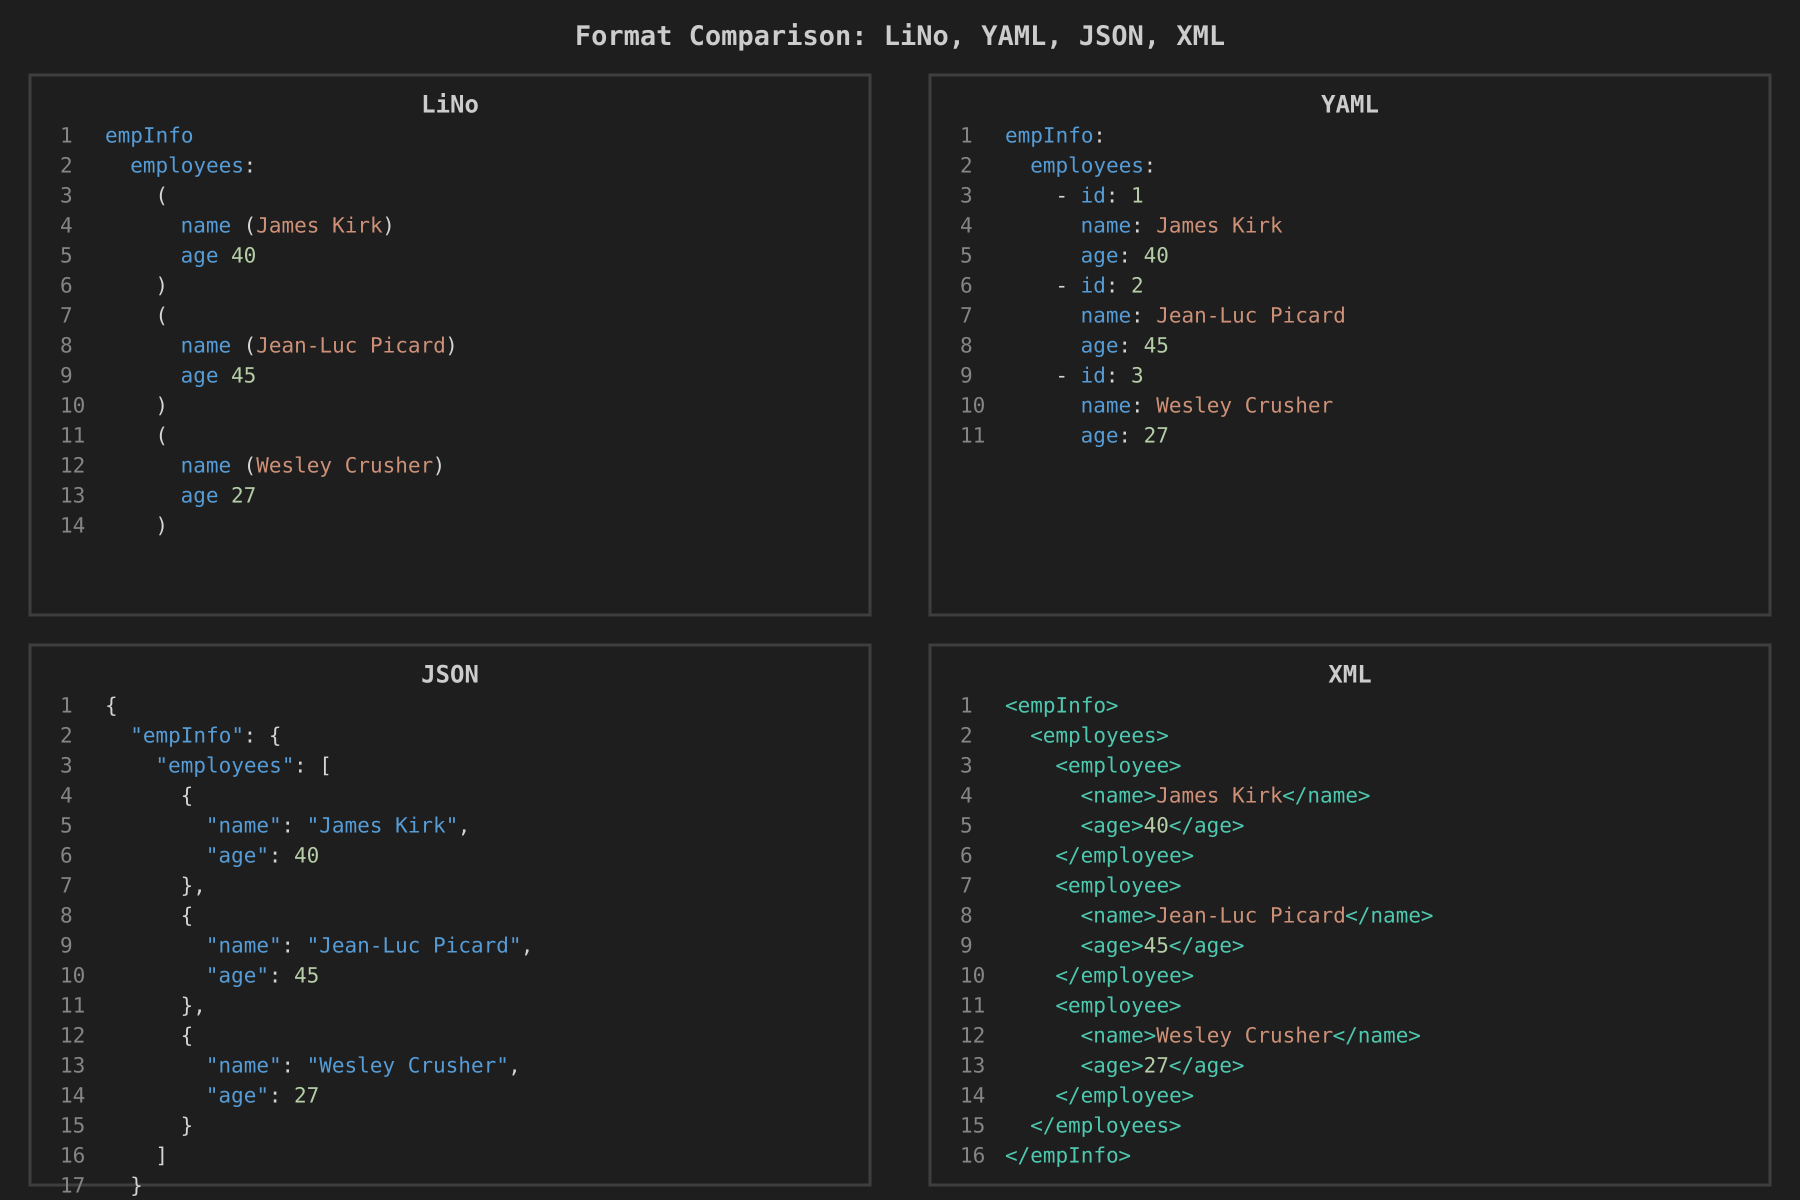 Format Comparison: LiNo, YAML, JSON, XML
LiNo
1 empInfo
2   employees:
3     (
4       name (James Kirk)
5       age 40
6     )
7     (
8       name (Jean-Luc Picard)
9       age 45
10     )
11     (
12       name (Wesley Crusher)
13       age 27
14     )
YAML
1 empInfo:
2   employees:
3     - id: 1
4       name: James Kirk
5       age: 40
6     - id: 2
7       name: Jean-Luc Picard
8       age: 45
9     - id: 3
10       name: Wesley Crusher
11       age: 27
JSON
1 {
2   "empInfo": {
3     "employees": [
4       {
5         "name": "James Kirk",
6         "age": 40
7       },
8       {
9         "name": "Jean-Luc Picard",
10         "age": 45
11       },
12       {
13         "name": "Wesley Crusher",
14         "age": 27
15       }
16     ]
17   }
XML
1 <empInfo>
2   <employees>
3     <employee>
4       <name>James Kirk</name>
5       <age>40</age>
6     </employee>
7     <employee>
8       <name>Jean-Luc Picard</name>
9       <age>45</age>
10     </employee>
11     <employee>
12       <name>Wesley Crusher</name>
13       <age>27</age>
14     </employee>
15   </employees>
16 </empInfo>